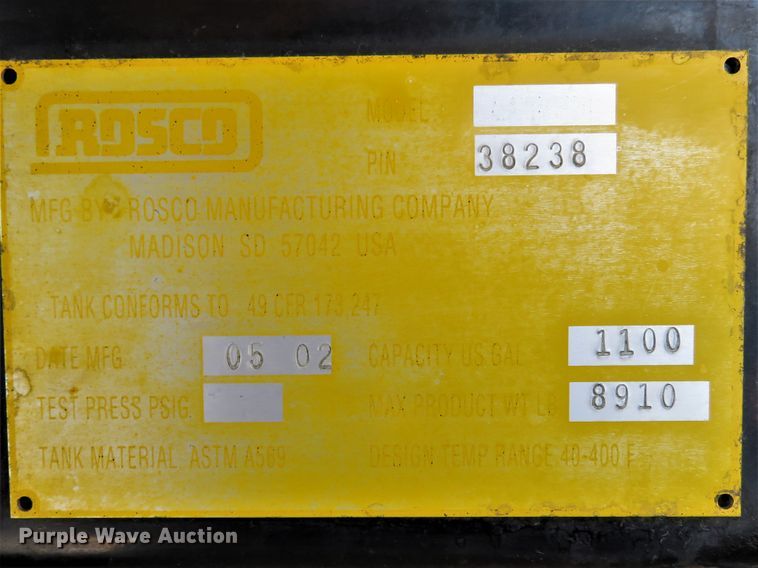 ROSCO
MODEL
PIN 38238
MFG BY ROSCO MANUFACTURING COMPANY
MADISON SD 57042 USA
TANK CONFORMS TO 49 CFR 173.247
DATE MFG 05 02 CAPACITY US GAL 1100
TEST PRESS PSIG. MAX PRODUCT WT LB 8910
TANK MATERIAL ASTM A569 DESIGN TEMP RANGE 40-400 F
Purple Wave Auction